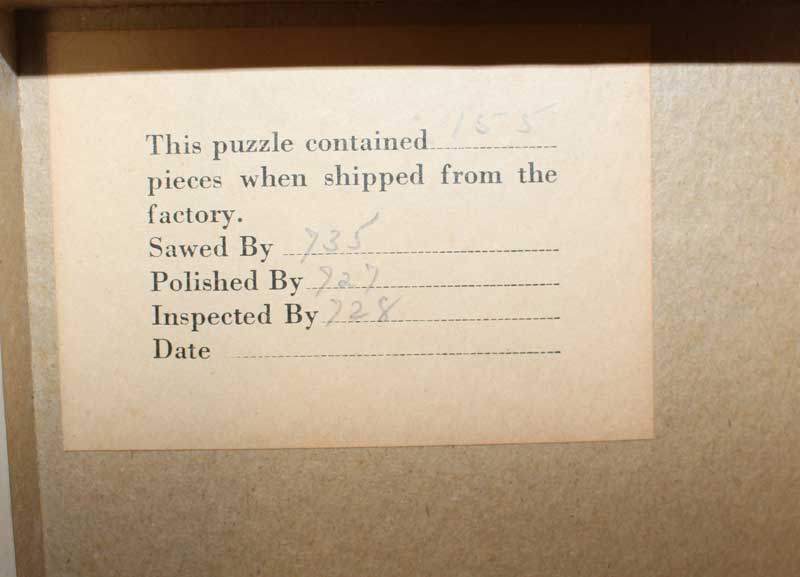 This puzzle contained 155
pieces when shipped from the
factory.
Sawed By 735
Polished By 727
Inspected By 728
Date